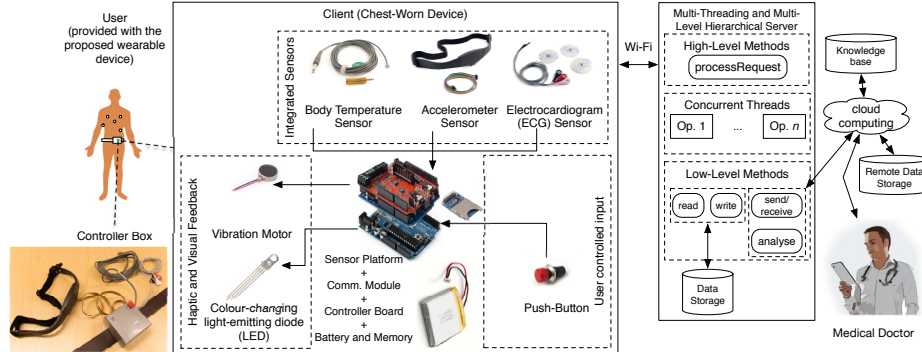 User
(provided with the
proposed wearable
device)
Controller Box
Client (Chest-Worn Device)
Integrated Sensors
Body Temperature
Sensor
Accelerometer
Sensor
Electrocardiogram
(ECG) Sensor
Haptic and Visual Feedback
Vibration Motor
Colour-changing
light-emitting diode
(LED)
Sensor Platform
+
Comm. Module
+
Controller Board
+
Battery and Memory
User controlled input
Push-Button
Wi-Fi
Multi-Threading and Multi-
Level Hierarchical Server
High-Level Methods
processRequest
Concurrent Threads
Op. 1
...
Op. n
Low-Level Methods
read
write
send/
receive
analyse
Data
Storage
Knowledge
base
cloud
computing
Remote Data
Storage
Medical Doctor